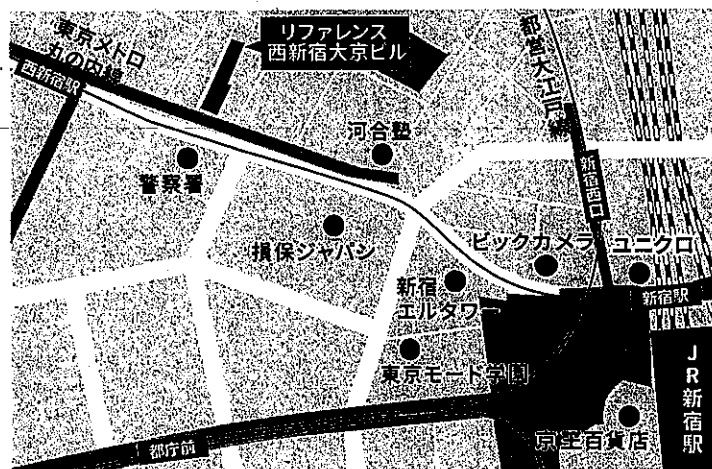 リファレンス
西新宿大京ビル
東京メトロ
丸の内線
西新宿駅
都営大江戸線
河合塾
警察署
新宿西口
損保ジャパン
ビックカメラ
ユニクロ
新宿
エルタワー
新宿駅
東京モード学園
JR新宿駅
京王百貨店
都庁前